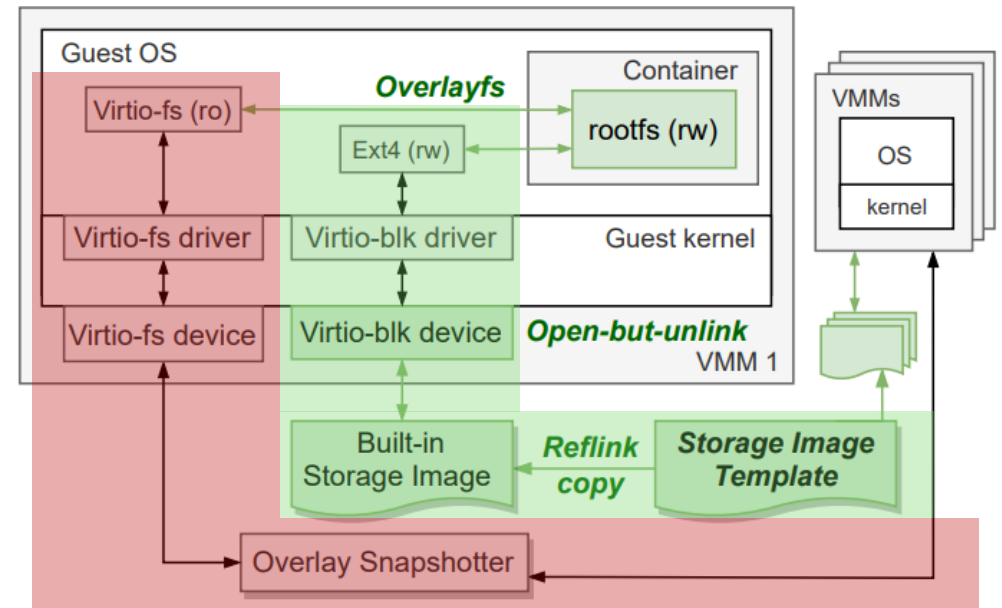 Guest OS
Container
VMMs
Overlayfs
Virtio-fs (ro)
rootfs (rw)
Ext4 (rw)
OS
kernel
Virtio-fs driver
Virtio-blk driver
Guest kernel
Virtio-fs device
Virtio-blk device
Open-but-unlink
VMM 1
Built-in
Storage Image
Reflink
copy
Storage Image
Template
Overlay Snapshotter